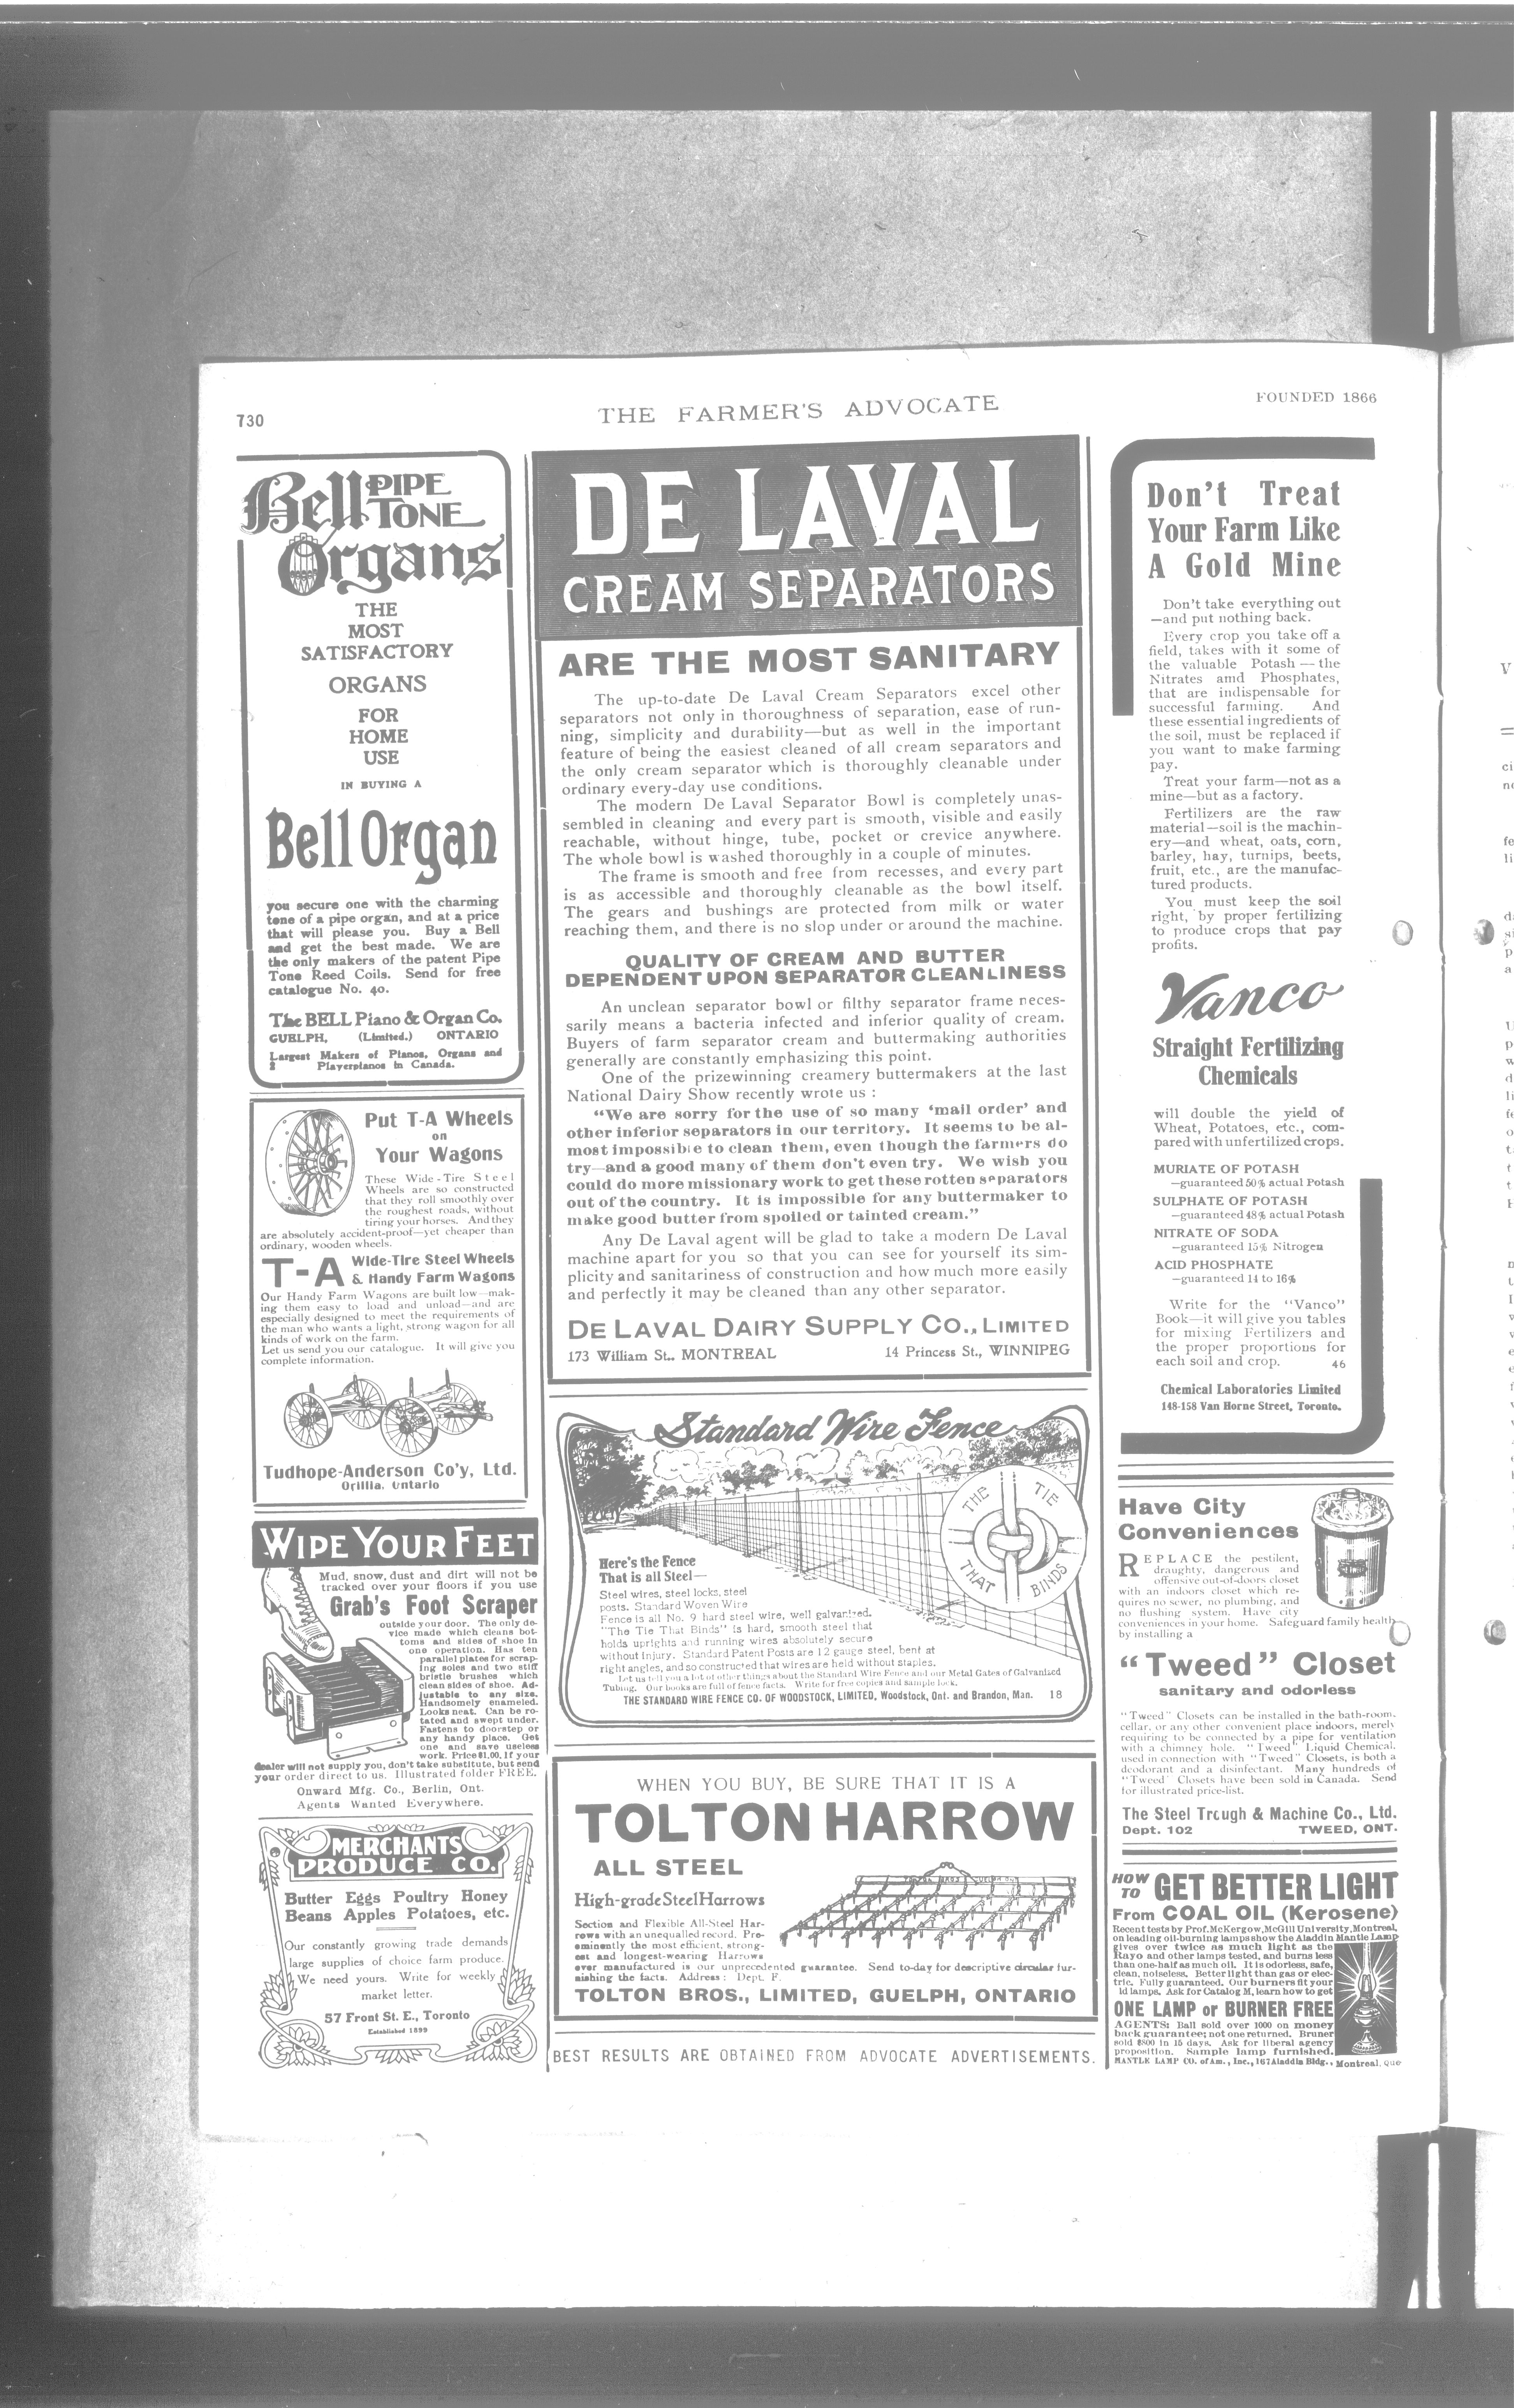 730
THE FARMER'S ADVOCATE
FOUNDED 1866
Bell PIPE
TONE
Organs
THE
MOST
SATISFACTORY
ORGANS
FOR
HOME
USE
IN BUYING A
Bell Organ
you secure one with the charming
tone of a pipe organ, and at a price
that will please you. Buy a Bell
and get the best made. We are
the only makers of the patent Pipe
Tone Reed Coils. Send for free
catalogue No. 40.
The BELL Piano & Organ Co.
GUELPH, (Limited.) ONTARIO
Largest Makers of Pianos, Organs and
Playerpianos in Canada.
Put T-A Wheels
on
Your Wagons
These Wide-Tire Steel
Wheels are so constructed
that they roll smoothly over
the roughest roads, without
tiring your horses. And they
are absolutely accident-proof—yet cheaper than
ordinary, wooden wheels.
T-A Wide-Tire Steel Wheels
& Handy Farm Wagons
Our Handy Farm Wagons are built low—mak-
ing them easy to load and unload—and are
especially designed to meet the requirements of
the man who wants a light, strong wagon for all
kinds of work on the farm.
Let us send you our catalogue. It will give you
complete information.
Tudhope-Anderson Co'y, Ltd.
Orillia, Ontario
WIPE YOUR FEET
Mud, snow, dust and dirt will not be
tracked over your floors if you use
Grab's Foot Scraper
outside your door. The only de-
vice made which cleans bot-
toms and sides of shoe in
one operation. Has ten
parallel plates for scrap-
ing soles and two stiff
bristle brushes which
clean sides of shoe. Ad-
justable to any size.
Handsomely enameled.
Looks neat. Can be ro-
tated and swept under.
Fastens to doorstep or
any handy place. Get
one and save useless
work. Price $1.00. If your
dealer will not supply you, don't take substitute, but send
your order direct to us. Illustrated folder FREE.
Onward Mfg. Co., Berlin, Ont.
Agents Wanted Everywhere.
MERCHANTS
PRODUCE CO.
Butter Eggs Poultry Honey
Beans Apples Potatoes, etc.
Our constantly growing trade demands
large supplies of choice farm produce.
We need yours. Write for weekly
market letter.
57 Front St. E., Toronto
Established 1899
DE LAVAL
CREAM SEPARATORS
ARE THE MOST SANITARY
The up-to-date De Laval Cream Separators excel other
separators not only in thoroughness of separation, ease of run-
ning, simplicity and durability—but as well in the important
feature of being the easiest cleaned of all cream separators and
the only cream separator which is thoroughly cleanable under
ordinary every-day use conditions.
The modern De Laval Separator Bowl is completely unas-
sembled in cleaning and every part is smooth, visible and easily
reachable, without hinge, tube, pocket or crevice anywhere.
The whole bowl is washed thoroughly in a couple of minutes.
The frame is smooth and free from recesses, and every part
is as accessible and thoroughly cleanable as the bowl itself.
The gears and bushings are protected from milk or water
reaching them, and there is no slop under or around the machine.
QUALITY OF CREAM AND BUTTER
DEPENDENT UPON SEPARATOR CLEANLINESS
An unclean separator bowl or filthy separator frame neces-
sarily means a bacteria infected and inferior quality of cream.
Buyers of farm separator cream and buttermaking authorities
generally are constantly emphasizing this point.
One of the prizewinning creamery buttermakers at the last
National Dairy Show recently wrote us :
"We are sorry for the use of so many 'mail order' and
other inferior separators in our territory. It seems to be al-
most impossible to clean them, even though the farmers do
try—and a good many of them don't even try. We wish you
could do more missionary work to get these rotten separators
out of the country. It is impossible for any buttermaker to
make good butter from spoiled or tainted cream."
Any De Laval agent will be glad to take a modern De Laval
machine apart for you so that you can see for yourself its sim-
plicity and sanitariness of construction and how much more easily
and perfectly it may be cleaned than any other separator.
DE LAVAL DAIRY SUPPLY CO., LIMITED
173 William St., MONTREAL 14 Princess St., WINNIPEG
Standard Wire Fence
THE TIE
THAT BINDS
Here's the Fence
That is all Steel—
Steel wires, steel locks, steel
posts. Standard Woven Wire
Fence is all No. 9 hard steel wire, well galvanized.
"The Tie That Binds" is hard, smooth steel that
holds uprights and running wires absolutely secure
without injury. Standard Patent Posts are 12 gauge steel, bent at
right angles, and so constructed that wires are held without staples.
Let us tell you a lot of other things about the Standard Wire Fence and our Metal Gates of Galvanized
Tubing. Our books are full of fence facts. Write for free copies and sample lock.
THE STANDARD WIRE FENCE CO. OF WOODSTOCK, LIMITED, Woodstock, Ont. and Brandon, Man. 18
WHEN YOU BUY, BE SURE THAT IT IS A
TOLTON HARROW
ALL STEEL
High-grade Steel Harrows
Section and Flexible All-Steel Har-
rows with an unequalled record. Pre-
eminently the most efficient, strong-
est and longest-wearing Harrows
ever manufactured is our unprecedented guarantee. Send to-day for descriptive circular fur-
nishing the facts. Address : Dept. F.
TOLTON BROS., LIMITED, GUELPH, ONTARIO
BEST RESULTS ARE OBTAINED FROM ADVOCATE ADVERTISEMENTS.
Don't Treat
Your Farm Like
A Gold Mine
Don't take everything out
—and put nothing back.
Every crop you take off a
field, takes with it some of
the valuable Potash — the
Nitrates amd Phosphates,
that are indispensable for
successful farming. And
these essential ingredients of
the soil, must be replaced if
you want to make farming
pay.
Treat your farm—not as a
mine—but as a factory.
Fertilizers are the raw
material—soil is the machin-
ery—and wheat, oats, corn,
barley, hay, turnips, beets,
fruit, etc., are the manufac-
tured products.
You must keep the soil
right, by proper fertilizing
to produce crops that pay
profits.
Vanco
Straight Fertilizing
Chemicals
will double the yield of
Wheat, Potatoes, etc., com-
pared with unfertilized crops.
MURIATE OF POTASH
—guaranteed 50% actual Potash
SULPHATE OF POTASH
—guaranteed 48% actual Potash
NITRATE OF SODA
—guaranteed 15% Nitrogen
ACID PHOSPHATE
—guaranteed 14 to 16%
Write for the "Vanco"
Book—it will give you tables
for mixing Fertilizers and
the proper proportions for
each soil and crop. 46
Chemical Laboratories Limited
148-158 Van Horne Street, Toronto.
Have City
Conveniences
REPLACE the pestilent,
draughty, dangerous and
offensive out-of-doors closet
with an indoors closet which re-
quires no sewer, no plumbing, and
no flushing system. Have city
conveniences in your home. Safeguard family health
by installing a
"Tweed" Closet
sanitary and odorless
"Tweed" Closets can be installed in the bath-room,
cellar, or any other convenient place indoors, merely
requiring to be connected by a pipe for ventilation
with a chimney hole. "Tweed" Liquid Chemical,
used in connection with "Tweed" Closets, is both a
deodorant and a disinfectant. Many hundreds of
"Tweed" Closets have been sold in Canada. Send
for illustrated price-list.
The Steel Trough & Machine Co., Ltd.
Dept. 102 TWEED, ONT.
HOW
TO GET BETTER LIGHT
From COAL OIL (Kerosene)
Recent tests by Prof. McKergow, McGill University, Montreal,
on leading oil-burning lamps show the Aladdin Mantle Lamp
gives over twice as much light as the
Rayo and other lamps tested, and burns less
than one-half as much oil. It is odorless, safe,
clean, noiseless. Better light than gas or elec-
tric. Fully guaranteed. Our burners fit your
ld lamps. Ask for Catalog M, learn how to get
ONE LAMP or BURNER FREE
AGENTS: Ball sold over 1000 on money
back guarantee; not one returned. Bruner
sold $800 in 15 days. Ask for liberal agency
proposition. Sample lamp furnished.
MANTLE LAMP CO. of Am., Inc., 167 Aladdin Bldg., Montreal, Que